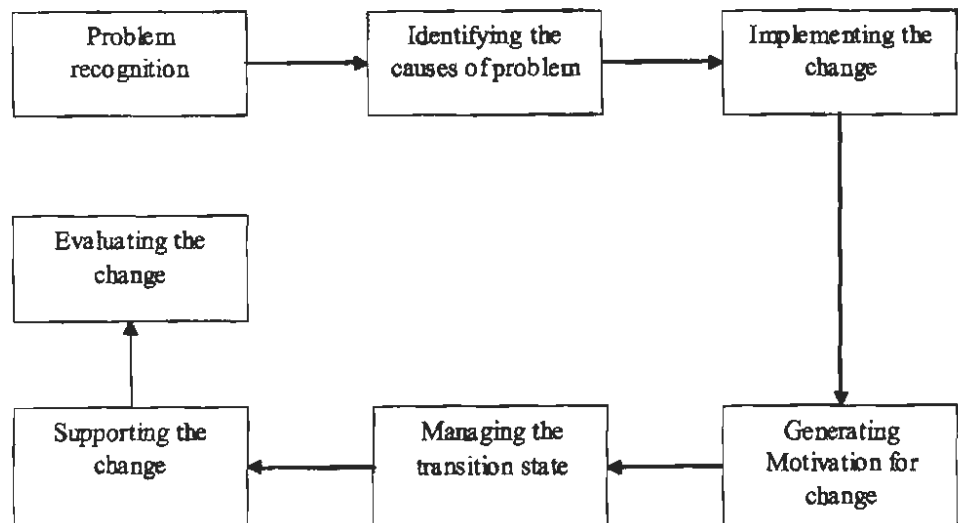 Problem
recognition
Identifying the
causes of problem
Implementing the
change
Generating
Motivation for
change
Managing the
transition state
Supporting the
change
Evaluating the
change